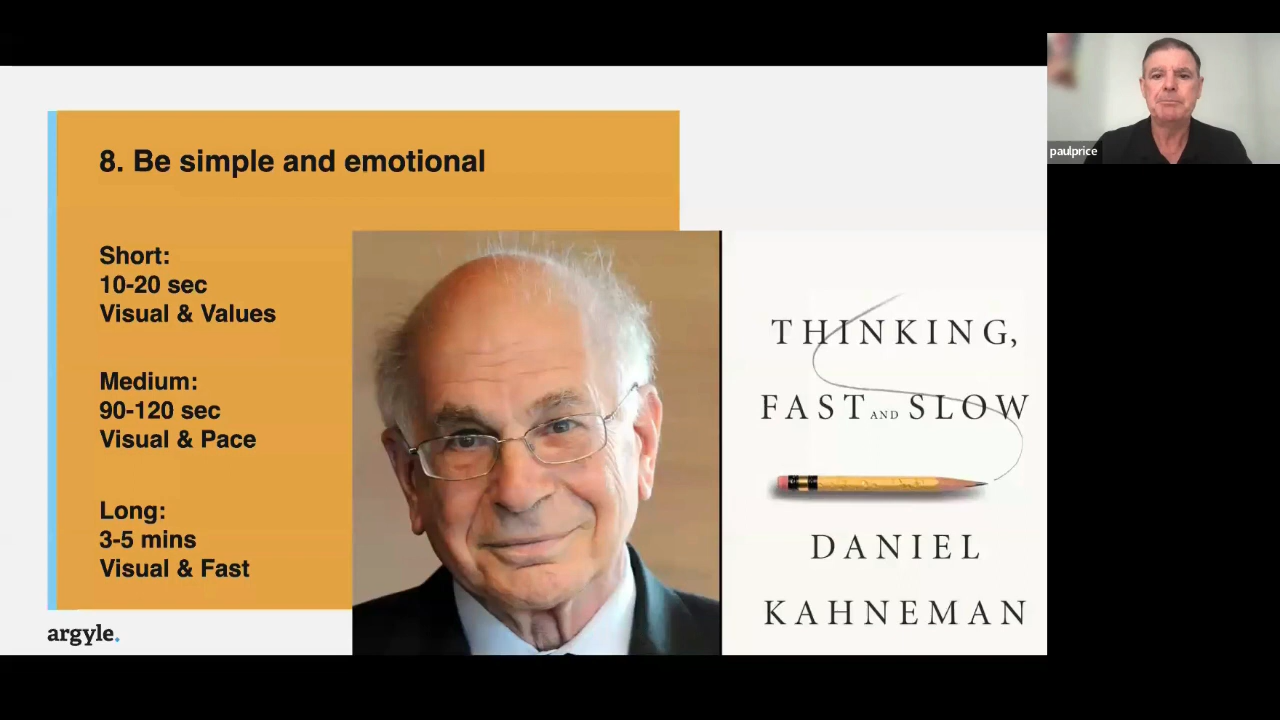 8. Be simple and emotional
Short:
10-20 sec
Visual & Values
Medium:
90-120 sec
Visual & Pace
Long:
3-5 mins
Visual & Fast
argyle.
THINKING,
FAST AND SLOW
DANIEL
KAHNEMAN
paulprice